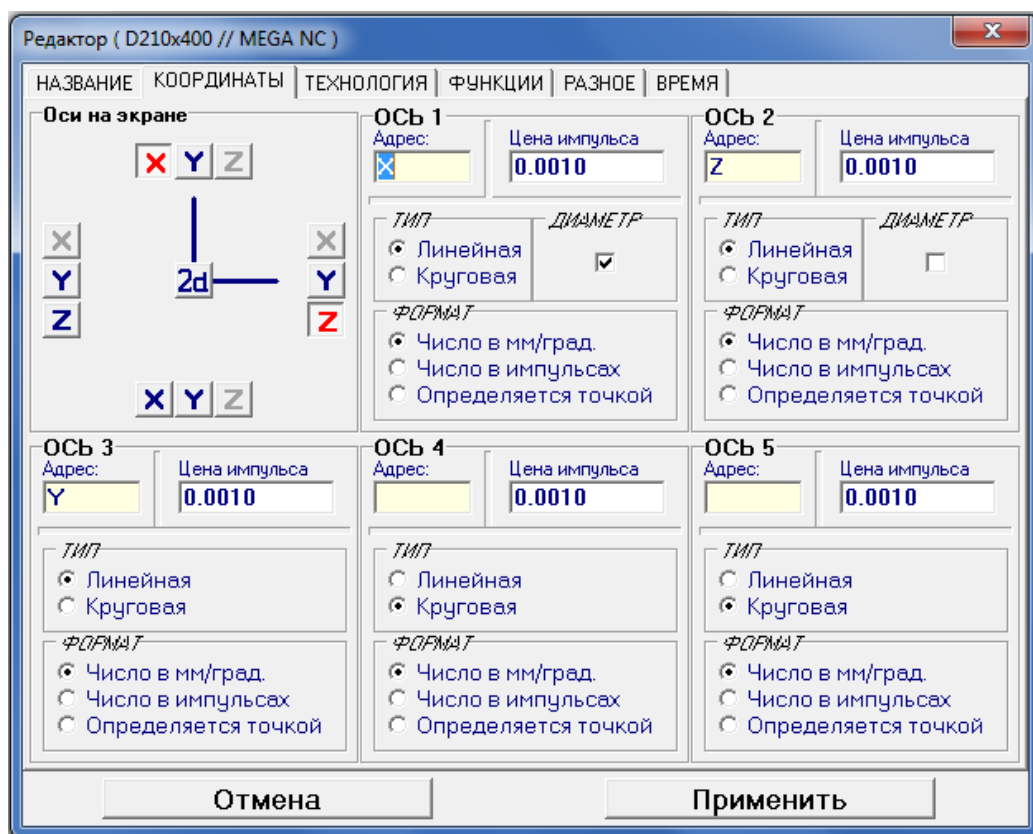 Редактор ( D210x400 // MEGA NC )
НАЗВАНИЕ КООРДИНАТЫ ТЕХНОЛОГИЯ ФУНКЦИИ РАЗНОЕ ВРЕМЯ
Оси на экране
X Y Z
X
Y
Z
2d
X
Y
Z
X Y Z
ОСЬ 1
Адрес: Цена импульса
X 0.0010
ТИП ДИАМЕТР
Линейная
Круговая
ФОРМАТ
Число в мм/град.
Число в импульсах
Определяется точкой
ОСЬ 2
Адрес: Цена импульса
Z 0.0010
ТИП ДИАМЕТР
Линейная
Круговая
ФОРМАТ
Число в мм/град.
Число в импульсах
Определяется точкой
ОСЬ 3
Адрес: Цена импульса
Y 0.0010
ТИП
Линейная
Круговая
ФОРМАТ
Число в мм/град.
Число в импульсах
Определяется точкой
ОСЬ 4
Адрес: Цена импульса
0.0010
ТИП
Линейная
Круговая
ФОРМАТ
Число в мм/град.
Число в импульсах
Определяется точкой
ОСЬ 5
Адрес: Цена импульса
0.0010
ТИП
Линейная
Круговая
ФОРМАТ
Число в мм/град.
Число в импульсах
Определяется точкой
Отмена Применить